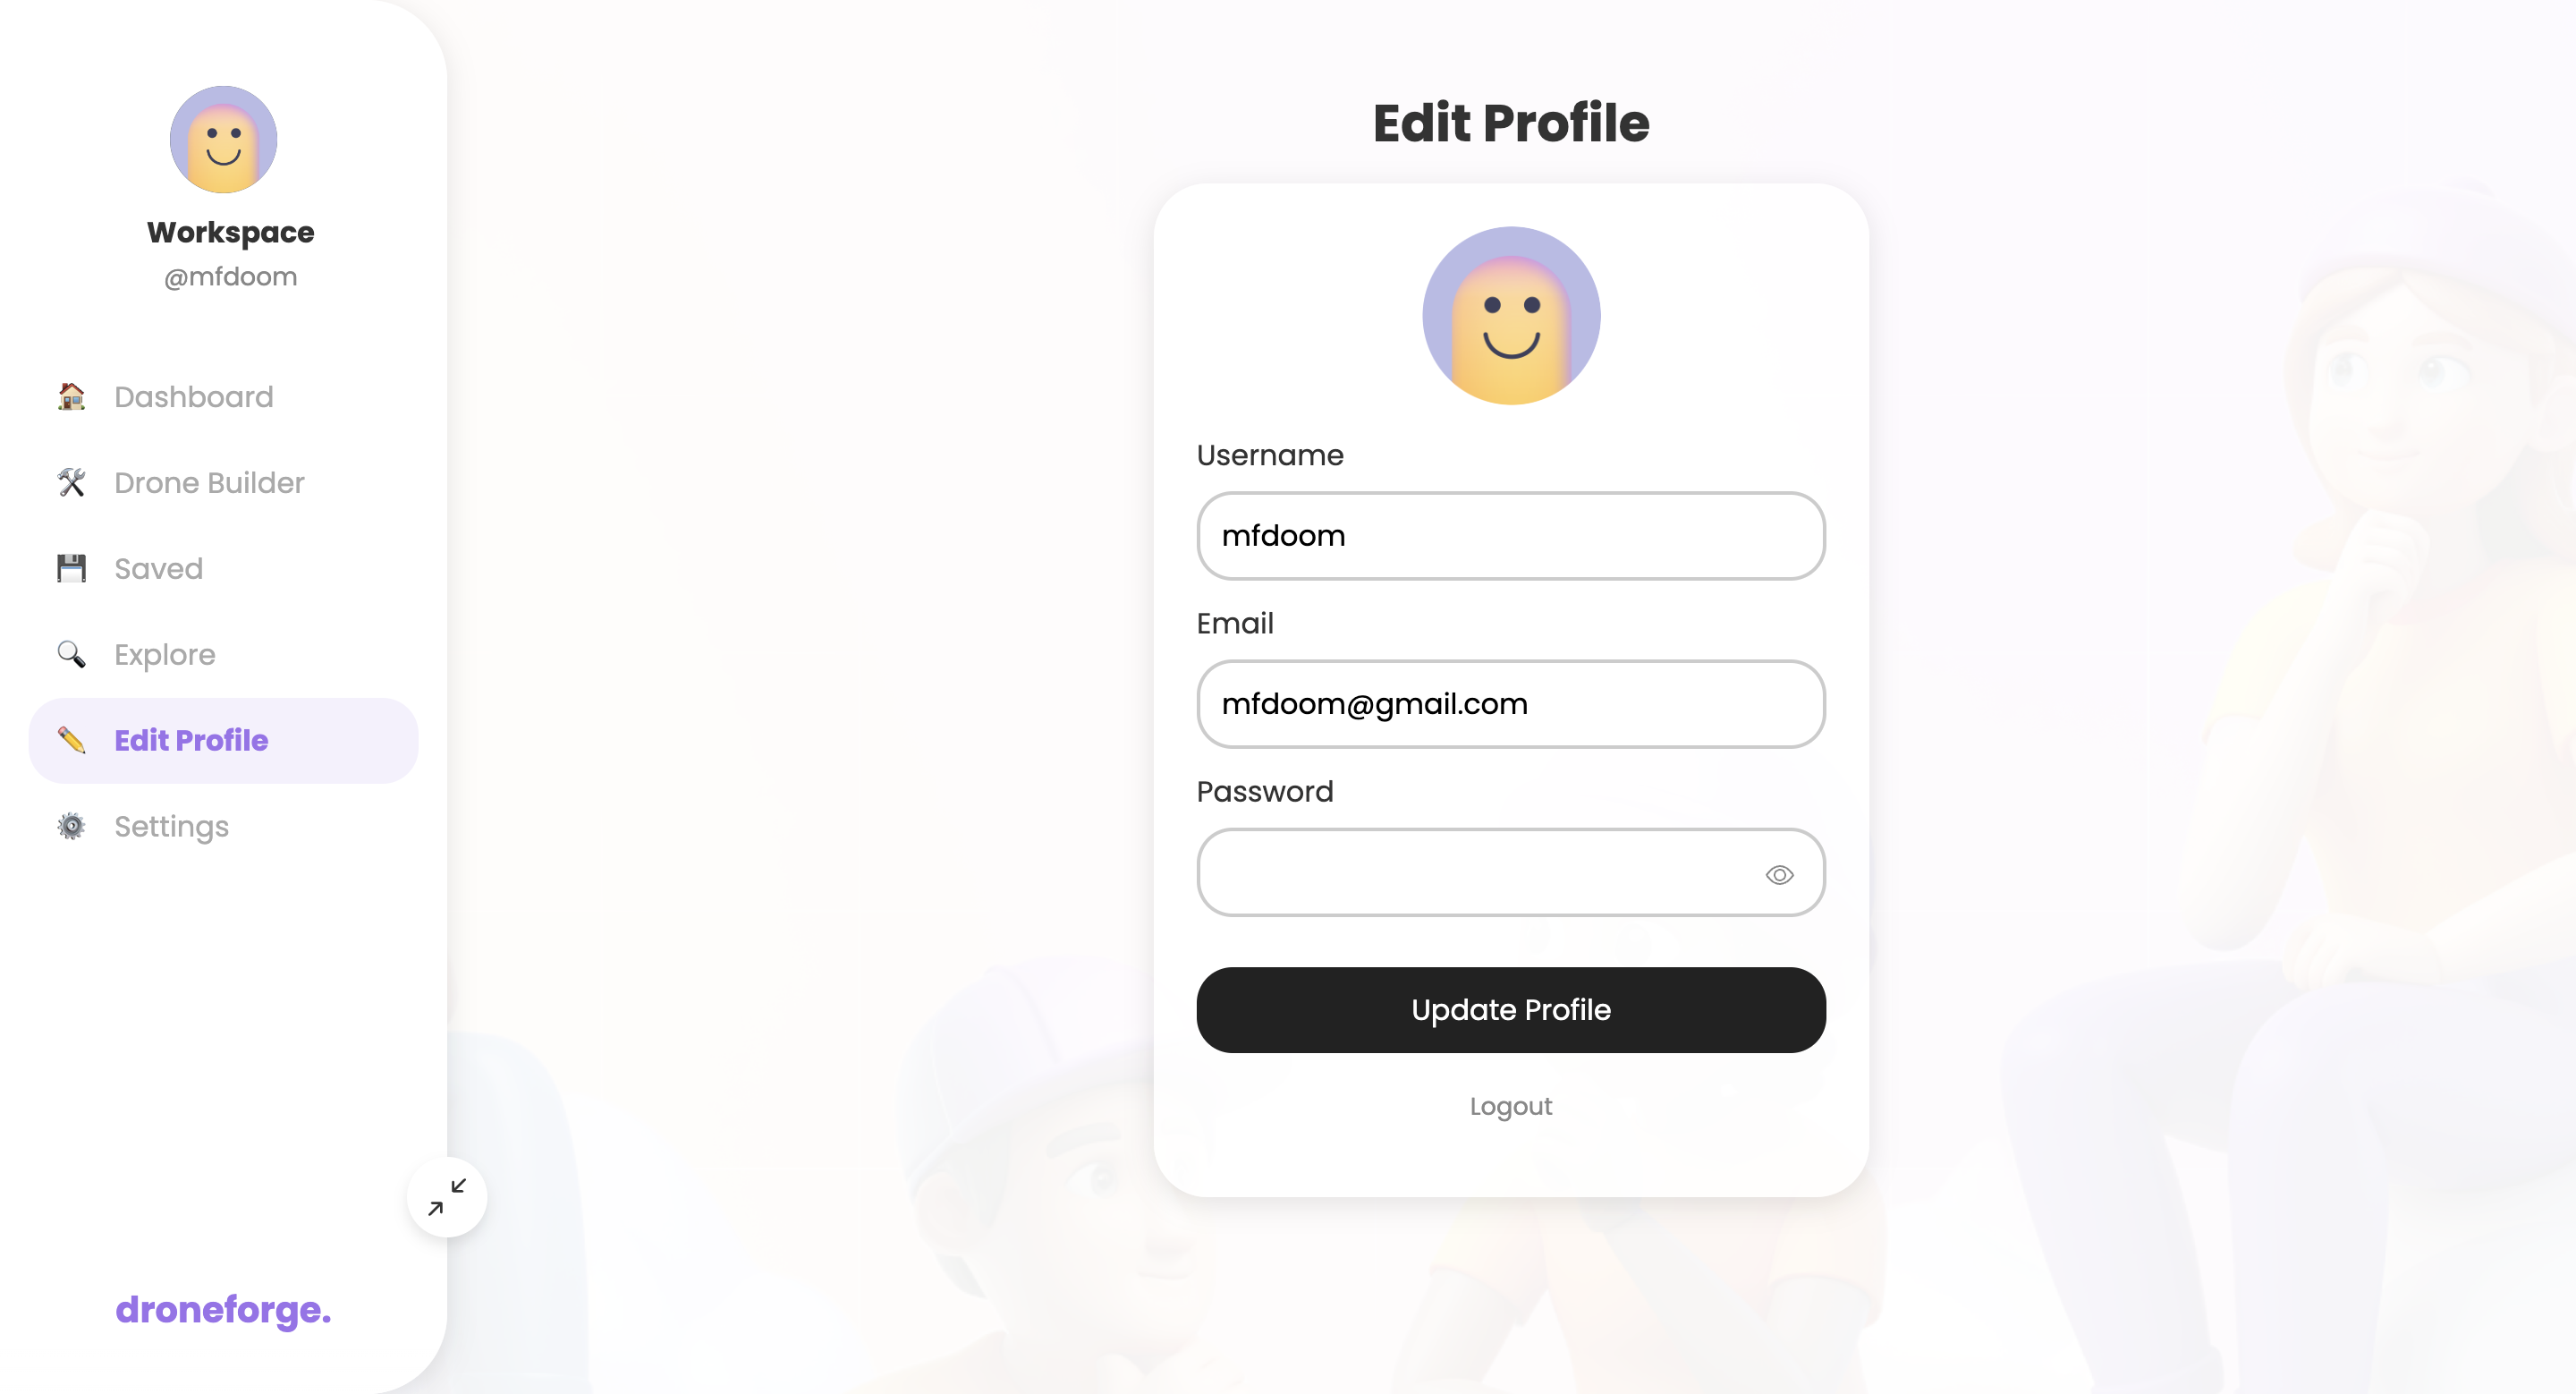 Workspace
@mfdoom
Dashboard
Drone Builder
Saved
Explore
Edit Profile
Settings
droneforge.
Edit Profile
Username
mfdoom
Email
mfdoom@gmail.com
Password
Update Profile
Logout